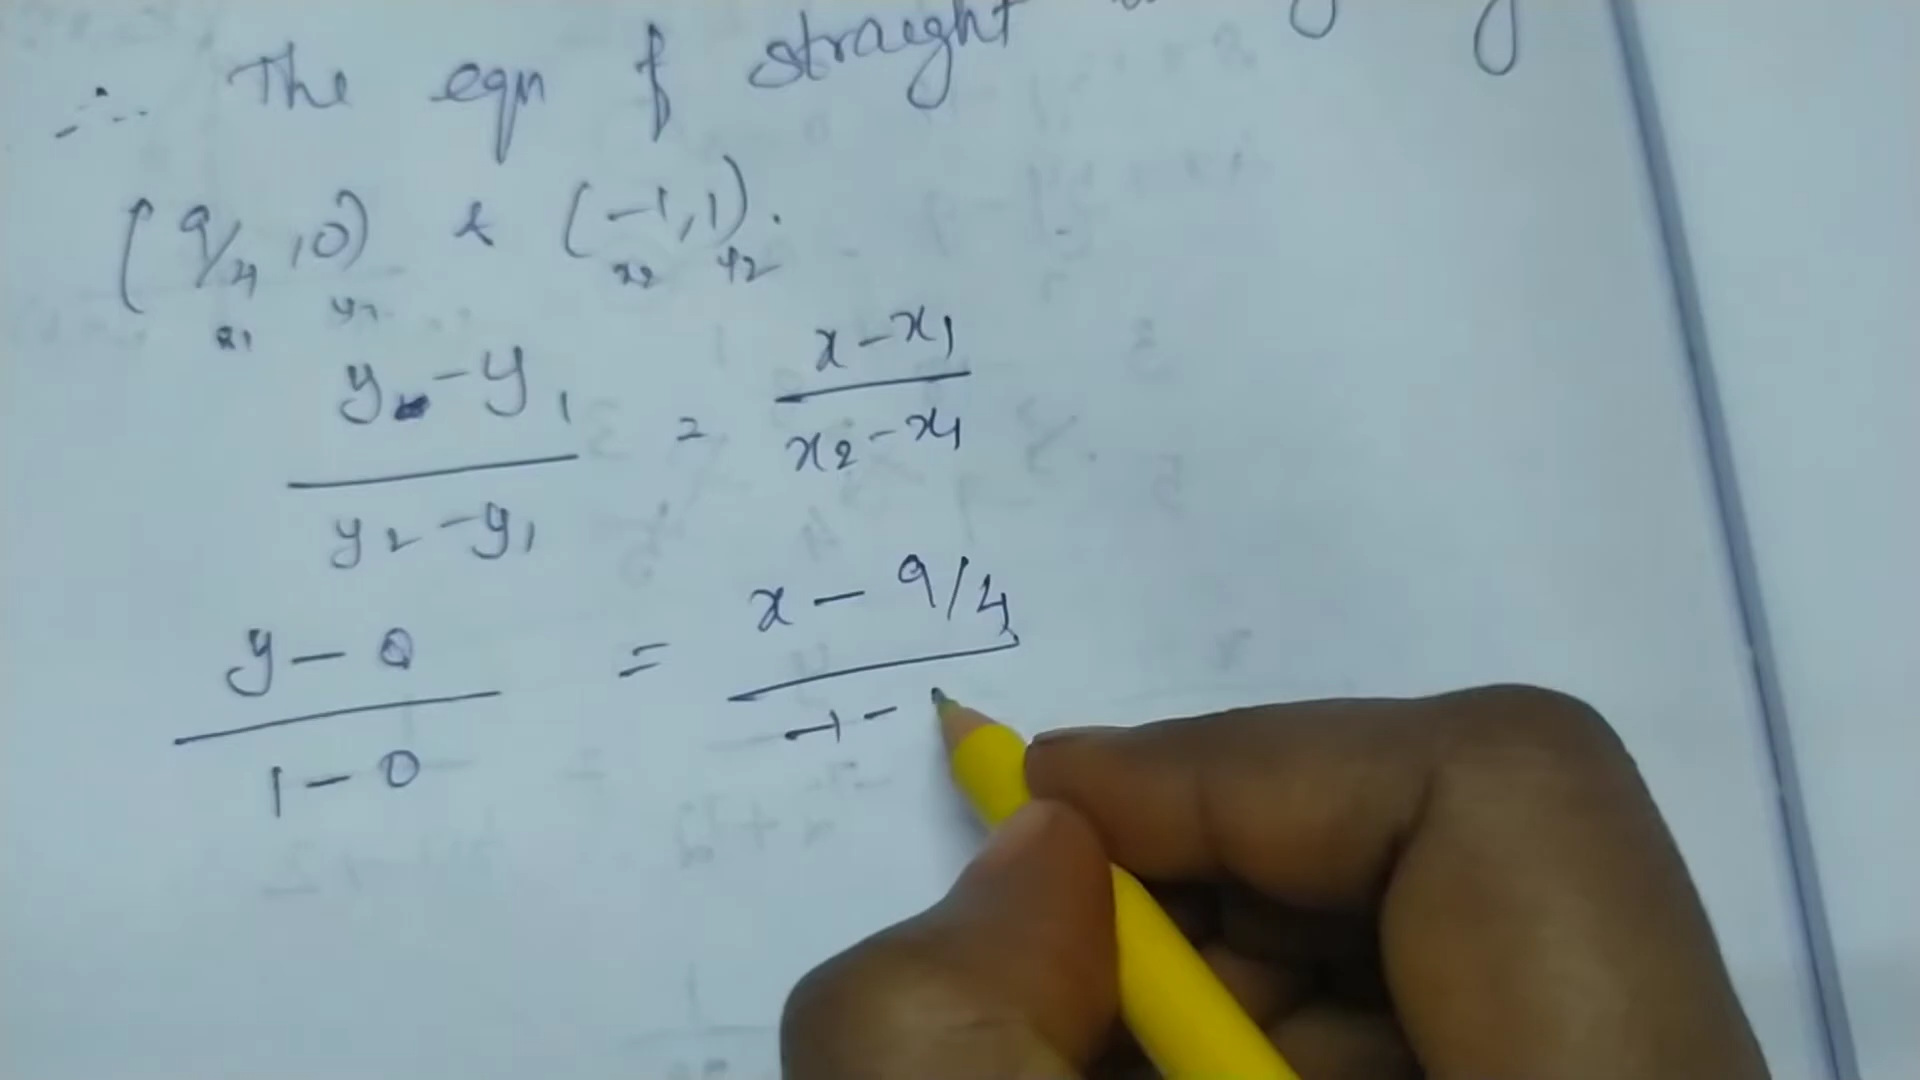 ∴ The eqn of straight
(9/4, 0) & (-1, 1).
x1 y1 x2 y2
y - y1 / y2 - y1 = x - x1 / x2 - x1
y - 0 / 1 - 0 = x - 9/4 / -1 -